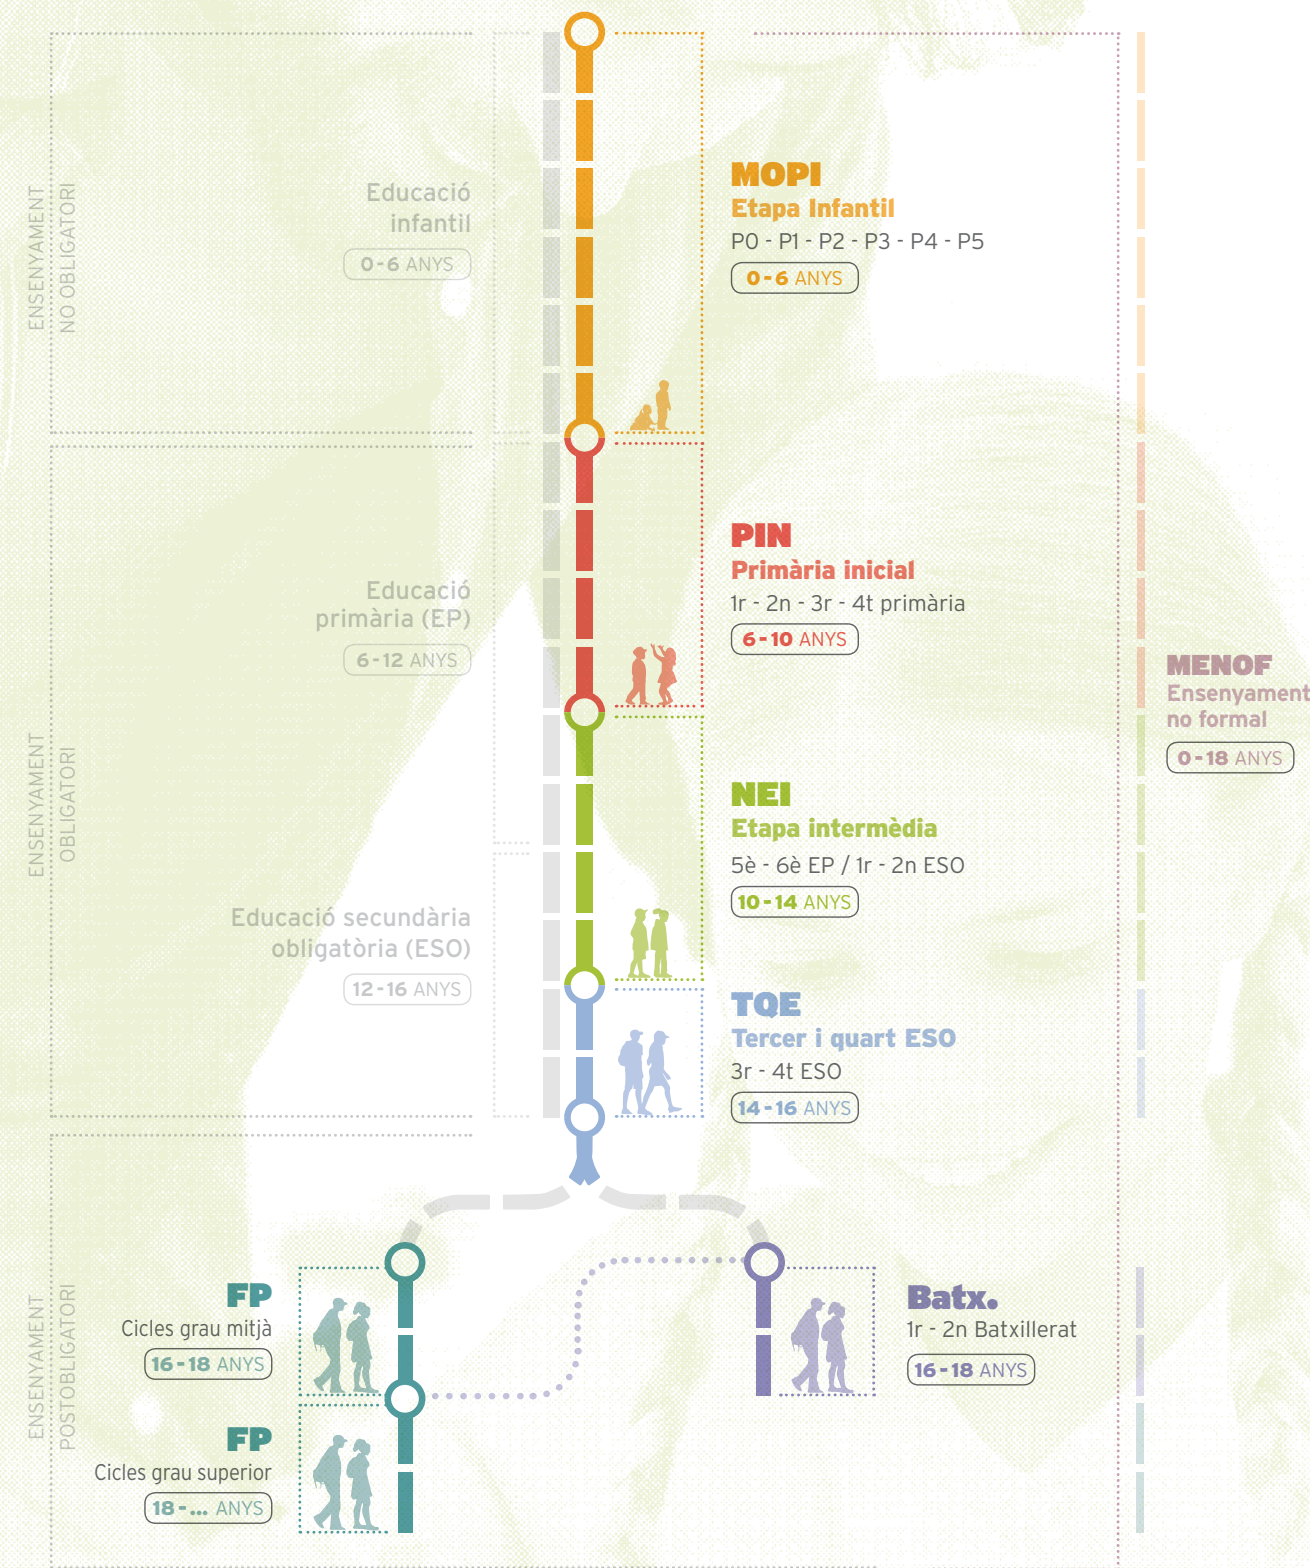 ENSENYAMENT
NO OBLIGATORI
Educació
infantil
0-6 ANYS
MOPI
Etapa Infantil
P0 - P1 - P2 - P3 - P4 - P5
0-6 ANYS
ENSENYAMENT
OBLIGATORI
Educació
primària (EP)
6-12 ANYS
PIN
Primària inicial
1r - 2n - 3r - 4t primària
6-10 ANYS
MENOF
Ensenyament
no formal
0-18 ANYS
NEI
Etapa intermèdia
5è - 6è EP / 1r - 2n ESO
10-14 ANYS
Educació secundària
obligatòria (ESO)
12-16 ANYS
TQE
Tercer i quart ESO
3r - 4t ESO
14-16 ANYS
ENSENYAMENT
POSTOBLIGATORI
FP
Cicles grau mitjà
16-18 ANYS
Batx.
1r - 2n Batxillerat
16-18 ANYS
FP
Cicles grau superior
18-... ANYS